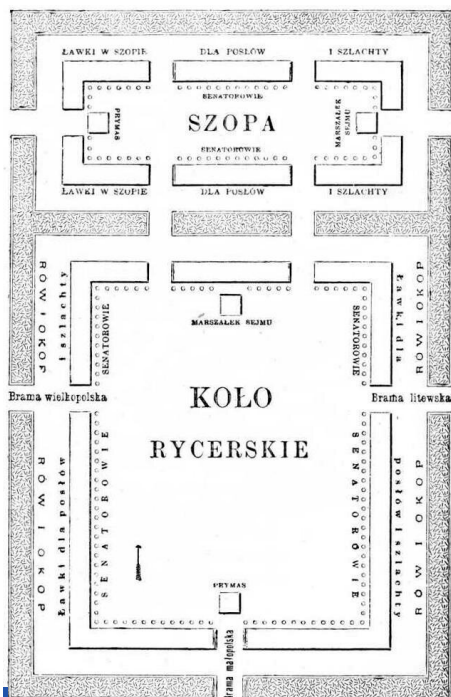 ŁAWKI W SZOPIE DLA POSŁÓW I SZLACHTY
SENATOROWIE
PRYMAS
SZOPA
MARSZAŁEK
SEJMU
SENATOROWIE
ŁAWKI W SZOPIE DLA POSŁÓW I SZLACHTY
RÓW I OKOP
i szlachty
SENATOROWIE
MARSZAŁEK SEJMU
SENATOROWIE
Ławki dla
RÓW I OKOP
Brama wielkopolska
KOŁO
Brama litewska
RYCERSKIE
RÓW I OKOP
Ławki dla posłów
SENATOROWIE
SENATOROWIE
posłów i szlachty
RÓW I OKOP
PRYMAS
Brama małopolska